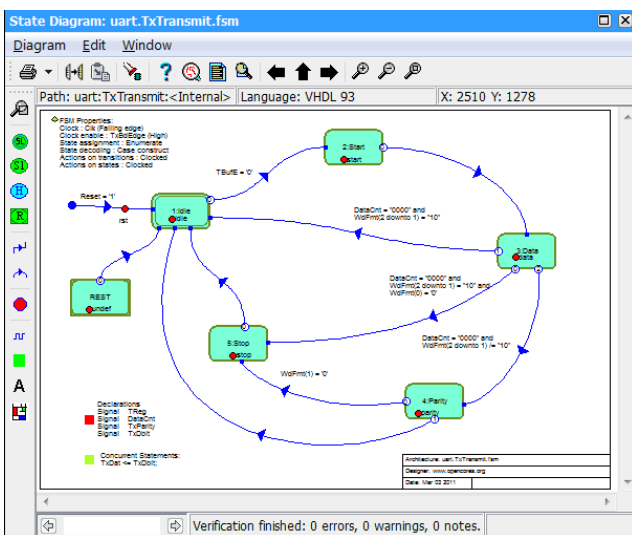 State Diagram: uart.TxTransmit.fsm
Diagram Edit Window
Path: uart:TxTransmit:<Internal> Language: VHDL 93 X: 2510 Y: 1278
FSM Properties:
Clock : Clk (Falling edge)
Clock enable : TxBdEdge (High)
State assignment : Enumerate
State decoding : Case construct
Actions on transitions : Clocked
Actions on states : Clocked
2:Start
start
TBufE = '0'
Reset = '1'
rst
1:Idle
idle
DataCnt = "0000" and
WdFmt(2 downto 1) = "10"
3:Data
data
DataCnt = "0000" and
WdFmt(2 downto 1) = "10" and
WdFmt(0) = '0'
REST
undef
5:Stop
stop
DataCnt = "0000" and
WdFmt(2 downto 1) /= "10"
WdFmt(1) = '0'
4:Parity
parity
Declarations
Signal TReg
Signal DataCnt
Signal TxParity
Signal TxDbit
Concurrent Statements:
TxDat <= TxDbit;
Architecture: uart.TxTransmit.fsm
Designer: www.opencores.org
Date: Mar 03 2011
Verification finished: 0 errors, 0 warnings, 0 notes.